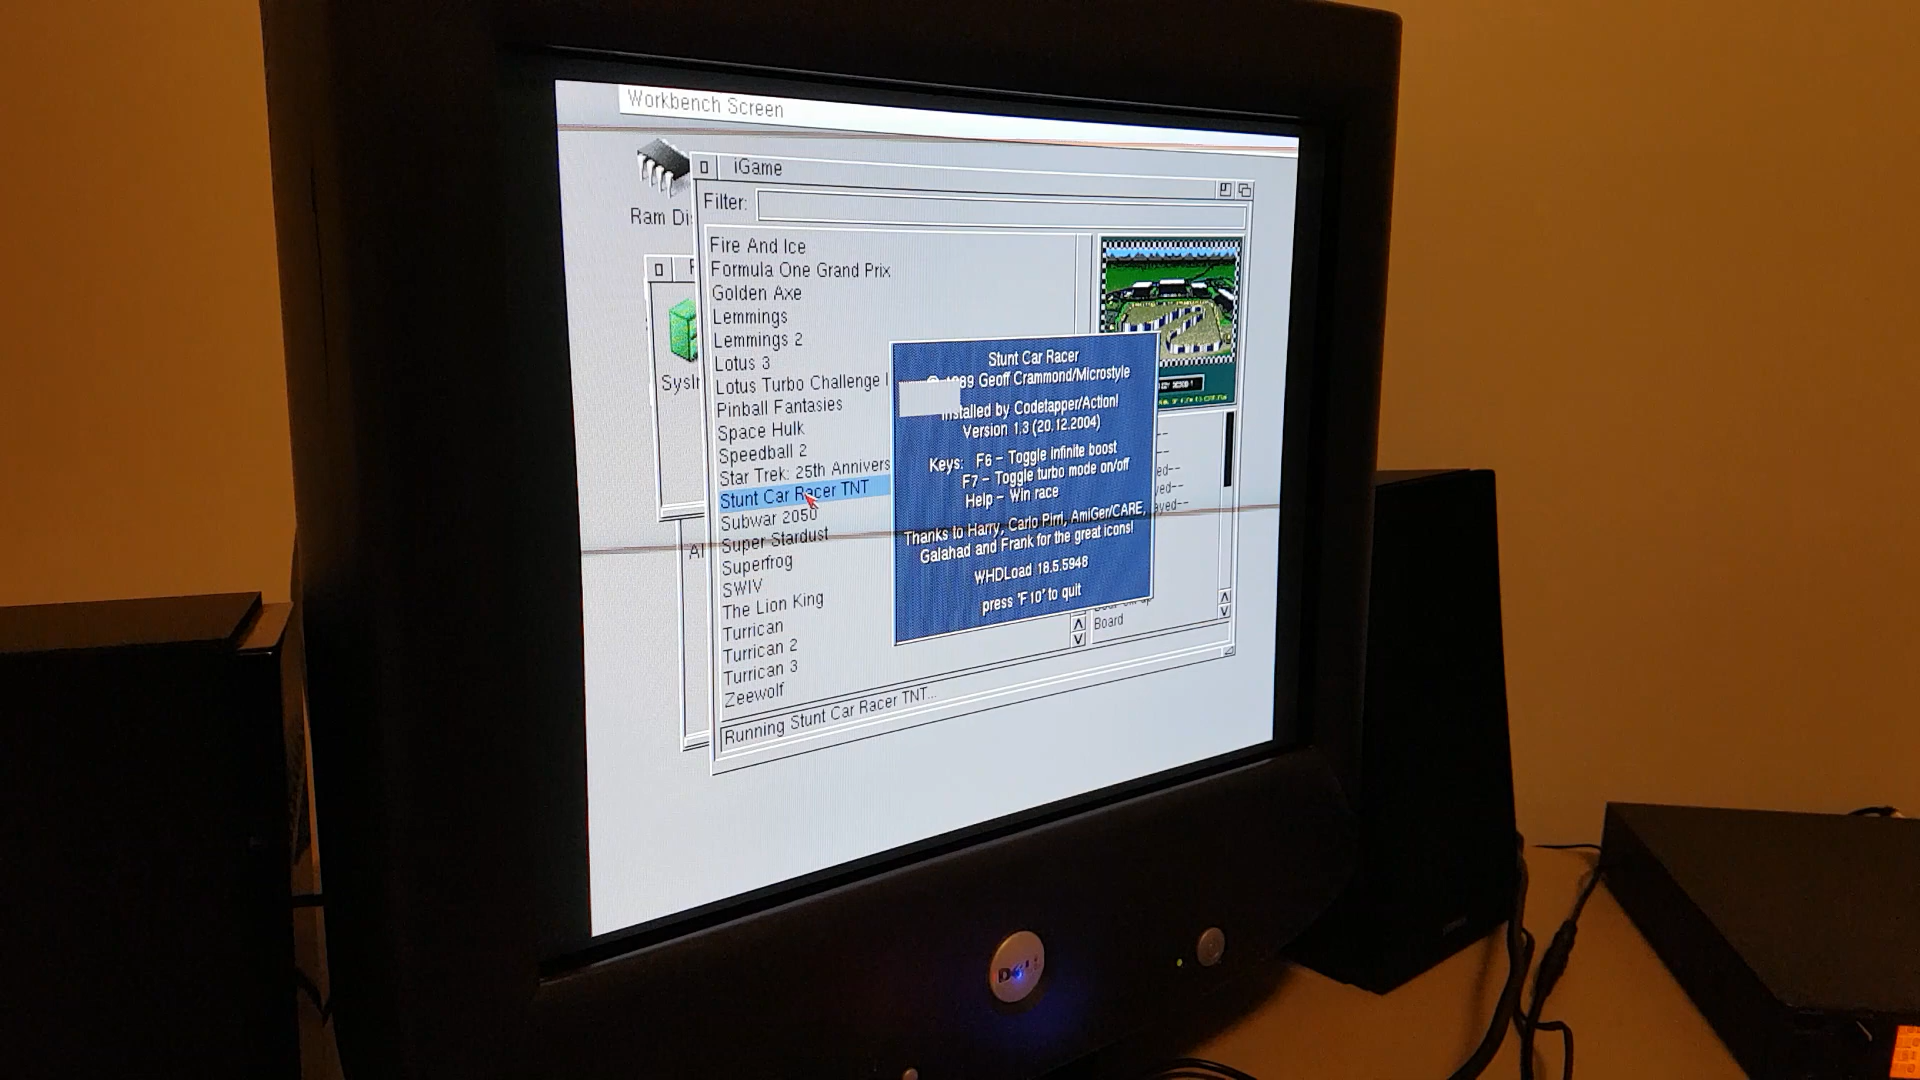 Workbench Screen
iGame
Ram Di
Filter:
Fire And Ice
Formula One Grand Prix
Golden Axe
Lemmings
Lemmings 2
Lotus 3
Lotus Turbo Challenge
Pinball Fantasies
Space Hulk
Speedball 2
Star Trek: 25th Annivers
Stunt Car Racer TNT
Subwar 2050
Super Stardust
Superfrog
SWIV
The Lion King
Turrican
Turrican 2
Turrican 3
Zeewolf
Running Stunt Car Racer TNT...
SysIn
Stunt Car Racer
1989 Geoff Crammond/Microstyle
Installed by Codetapper/Action!
Version 1.3 (20.12.2004)
Keys: F6 - Toggle infinite boost
F7 - Toggle turbo mode on/off
Help - Win race
Thanks to Harry, Carlo Pirri, AmiGer/CARE,
Galahad and Frank for the great icons!
WHDLoad 18.5.5948
press 'F10' to quit
Board
DELL